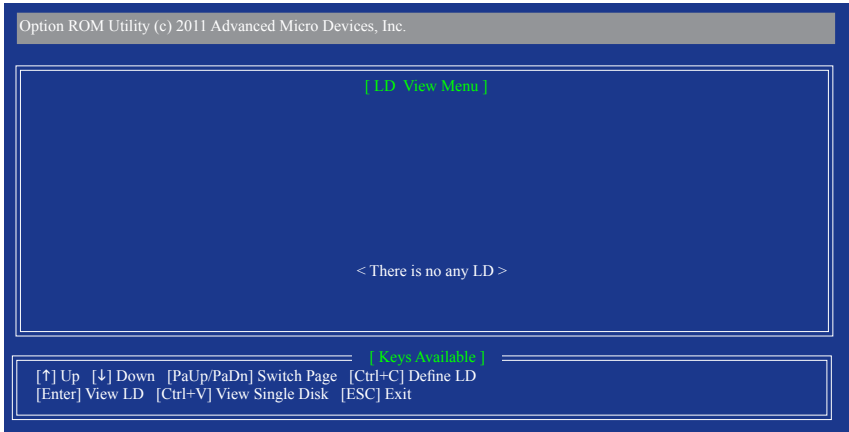 Option ROM Utility (c) 2011 Advanced Micro Devices, Inc.
[ LD  View Menu ]
< There is no any LD >
[ Keys Available ]
[↑] Up   [↓] Down   [PaUp/PaDn] Switch Page   [Ctrl+C] Define LD
[Enter] View LD   [Ctrl+V] View Single Disk   [ESC] Exit